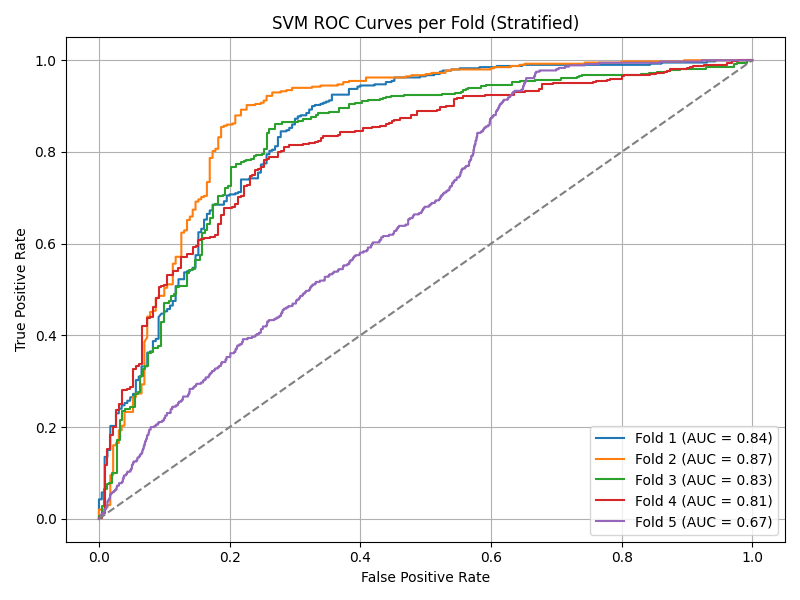 SVM ROC Curves per Fold (Stratified)
True Positive Rate
1.0
0.8
0.6
0.4
0.2
0.0
0.0
0.2
0.4
0.6
0.8
1.0
False Positive Rate
Fold 1 (AUC = 0.84)
Fold 2 (AUC = 0.87)
Fold 3 (AUC = 0.83)
Fold 4 (AUC = 0.81)
Fold 5 (AUC = 0.67)